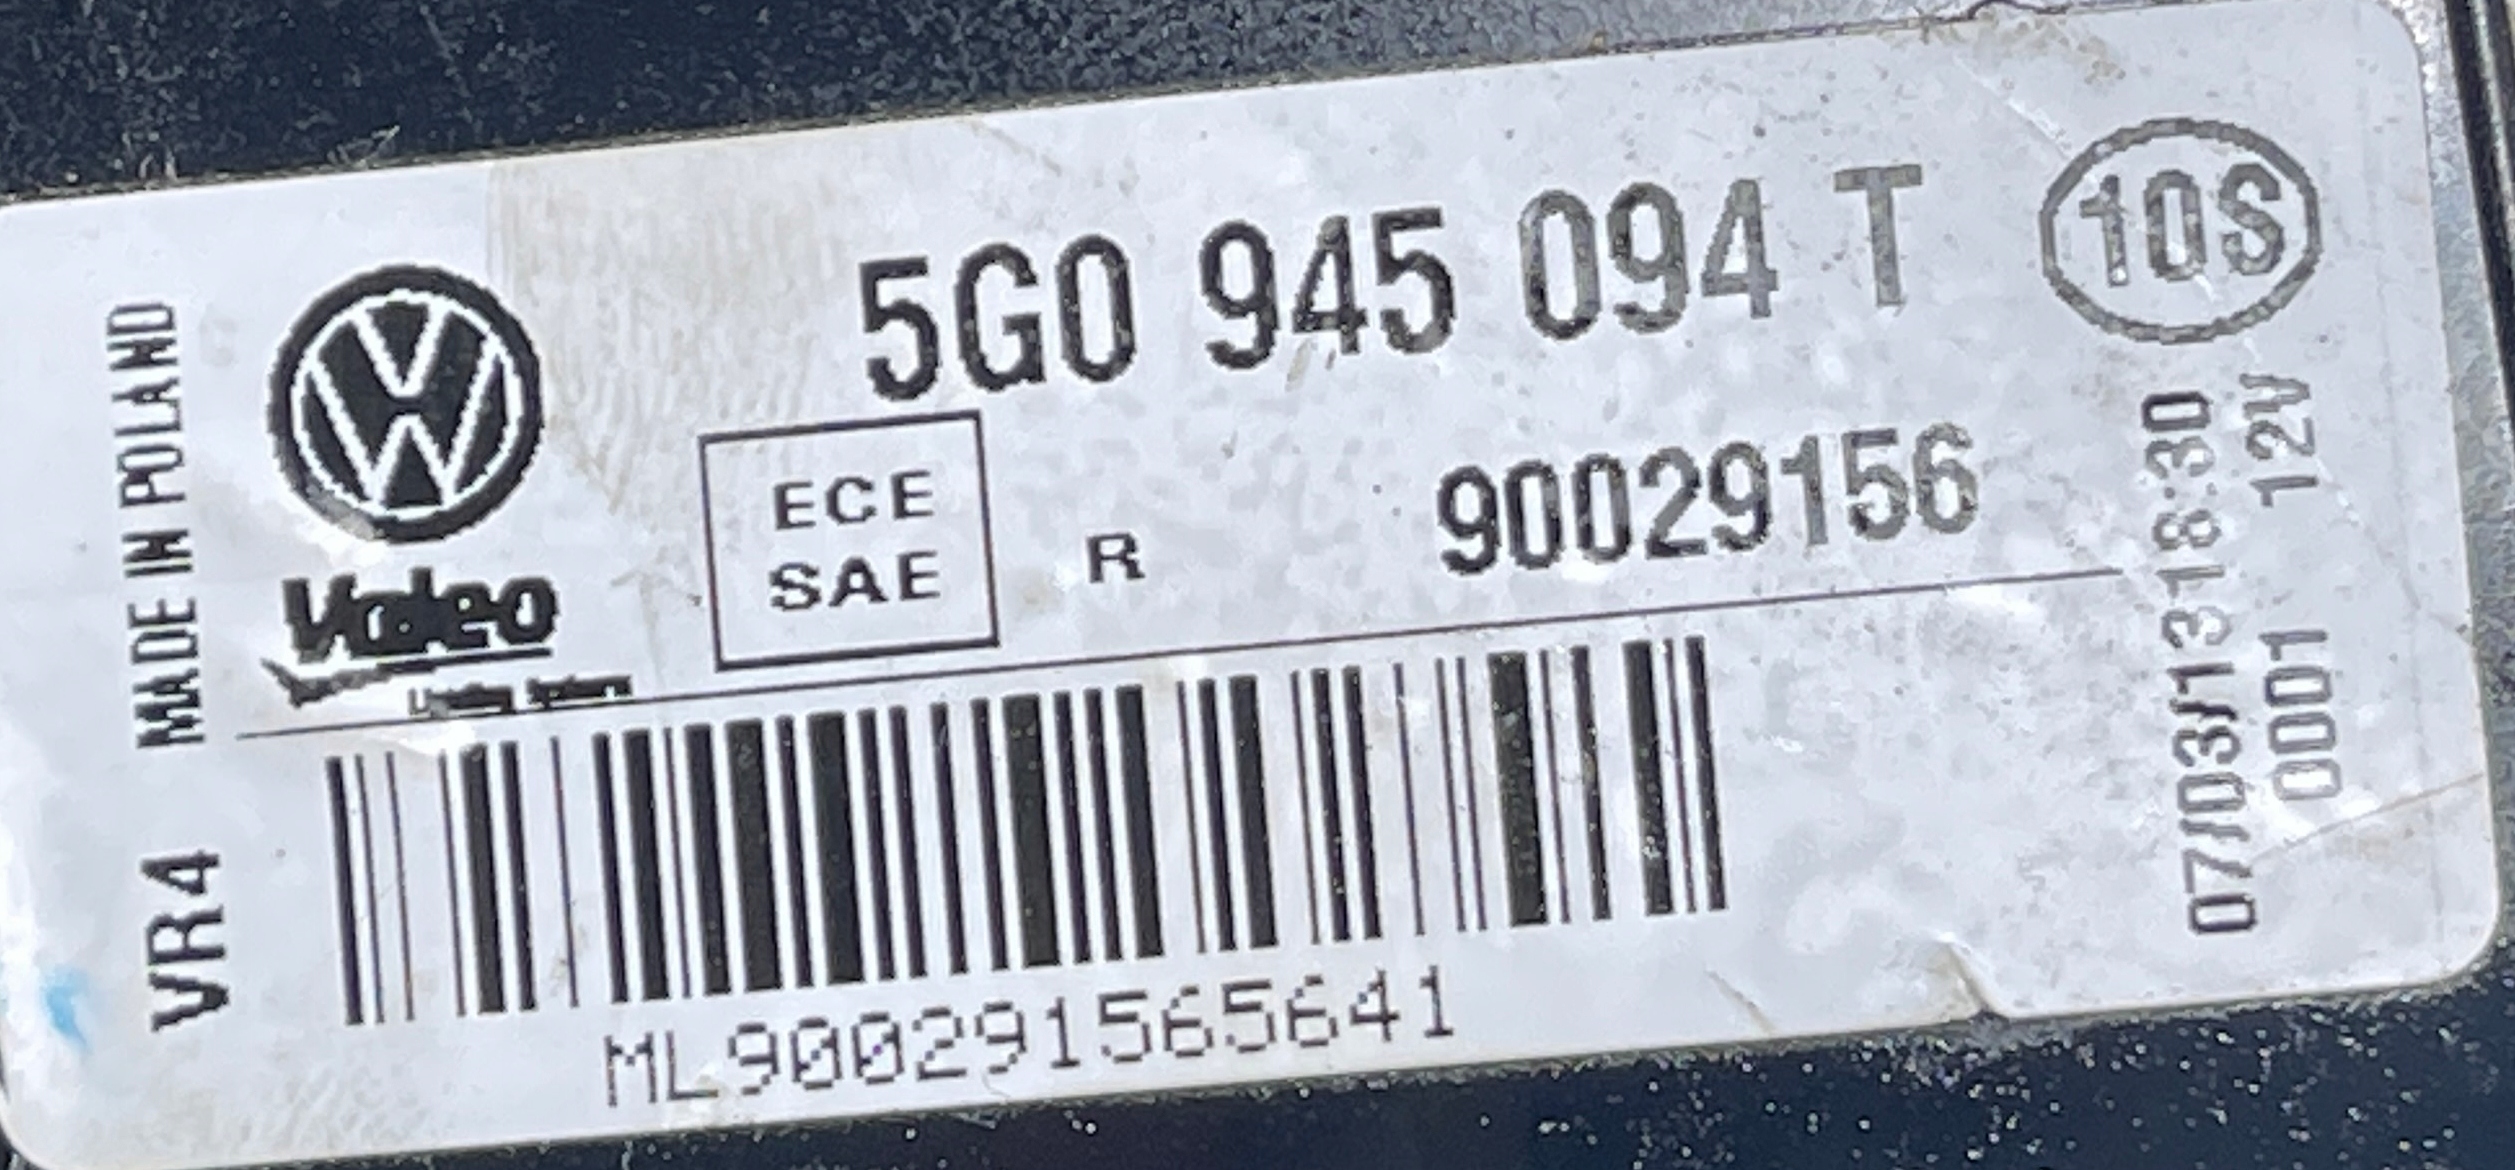 5G0 945 094 T
10S
MADE IN POLAND
Valeo
ECE
SAE
R
90029156
07/03/13 18:30
0001 12V
VR4
ML900291565641